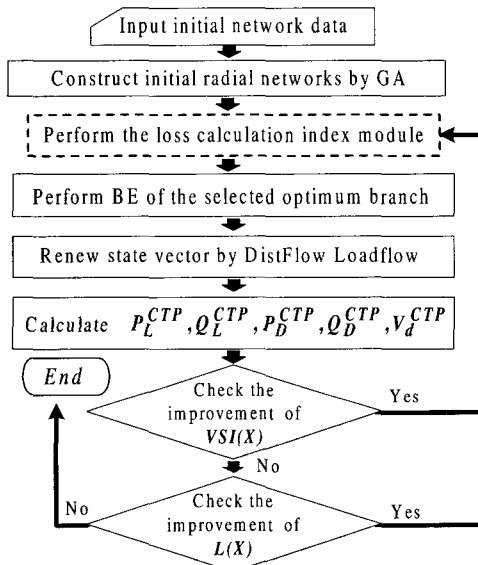 Input initial network data
Construct initial radial networks by GA
Perform the loss calculation index module
Perform BE of the selected optimum branch
Renew state vector by DistFlow Loadflow
Calculate P_L^CTP, Q_L^CTP, P_D^CTP, Q_D^CTP, V_d^CTP
End
Check the
improvement of
VSI(X)
Yes
No
Check the
improvement of
L(X)
No
Yes